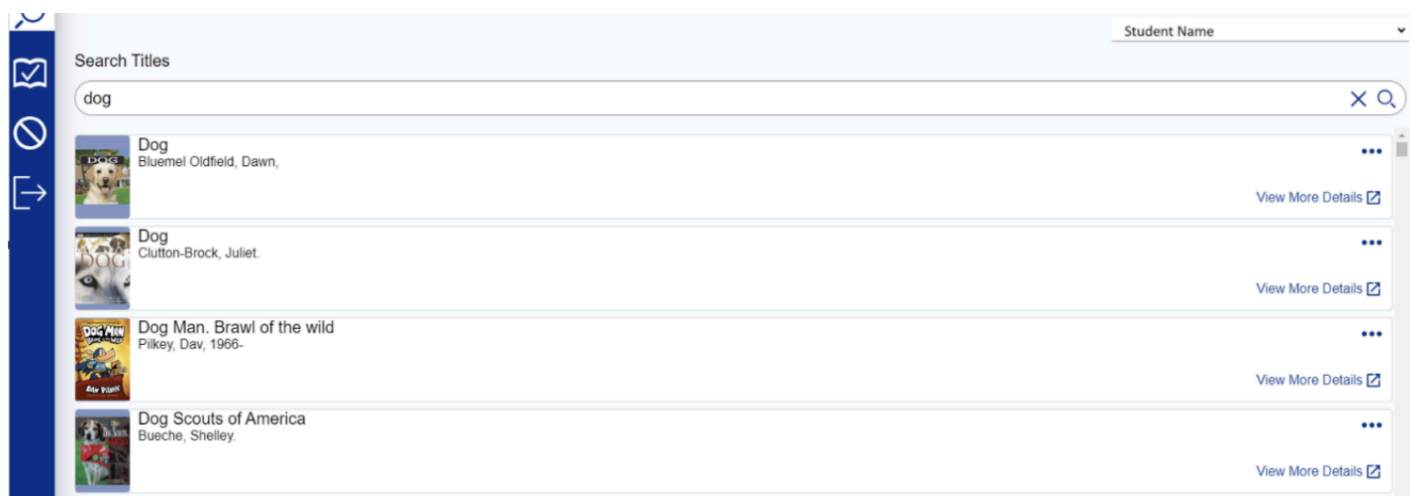 Student Name
Search Titles
dog
DOG
Dog
Bluemel Oldfield, Dawn,
View More Details
DOG
Dog
Clutton-Brock, Juliet.
View More Details
DOG MAN
Dav Pilkey
Dog Man. Brawl of the wild
Pilkey, Dav, 1966-
View More Details
Dog Scouts of America
Bueche, Shelley.
View More Details